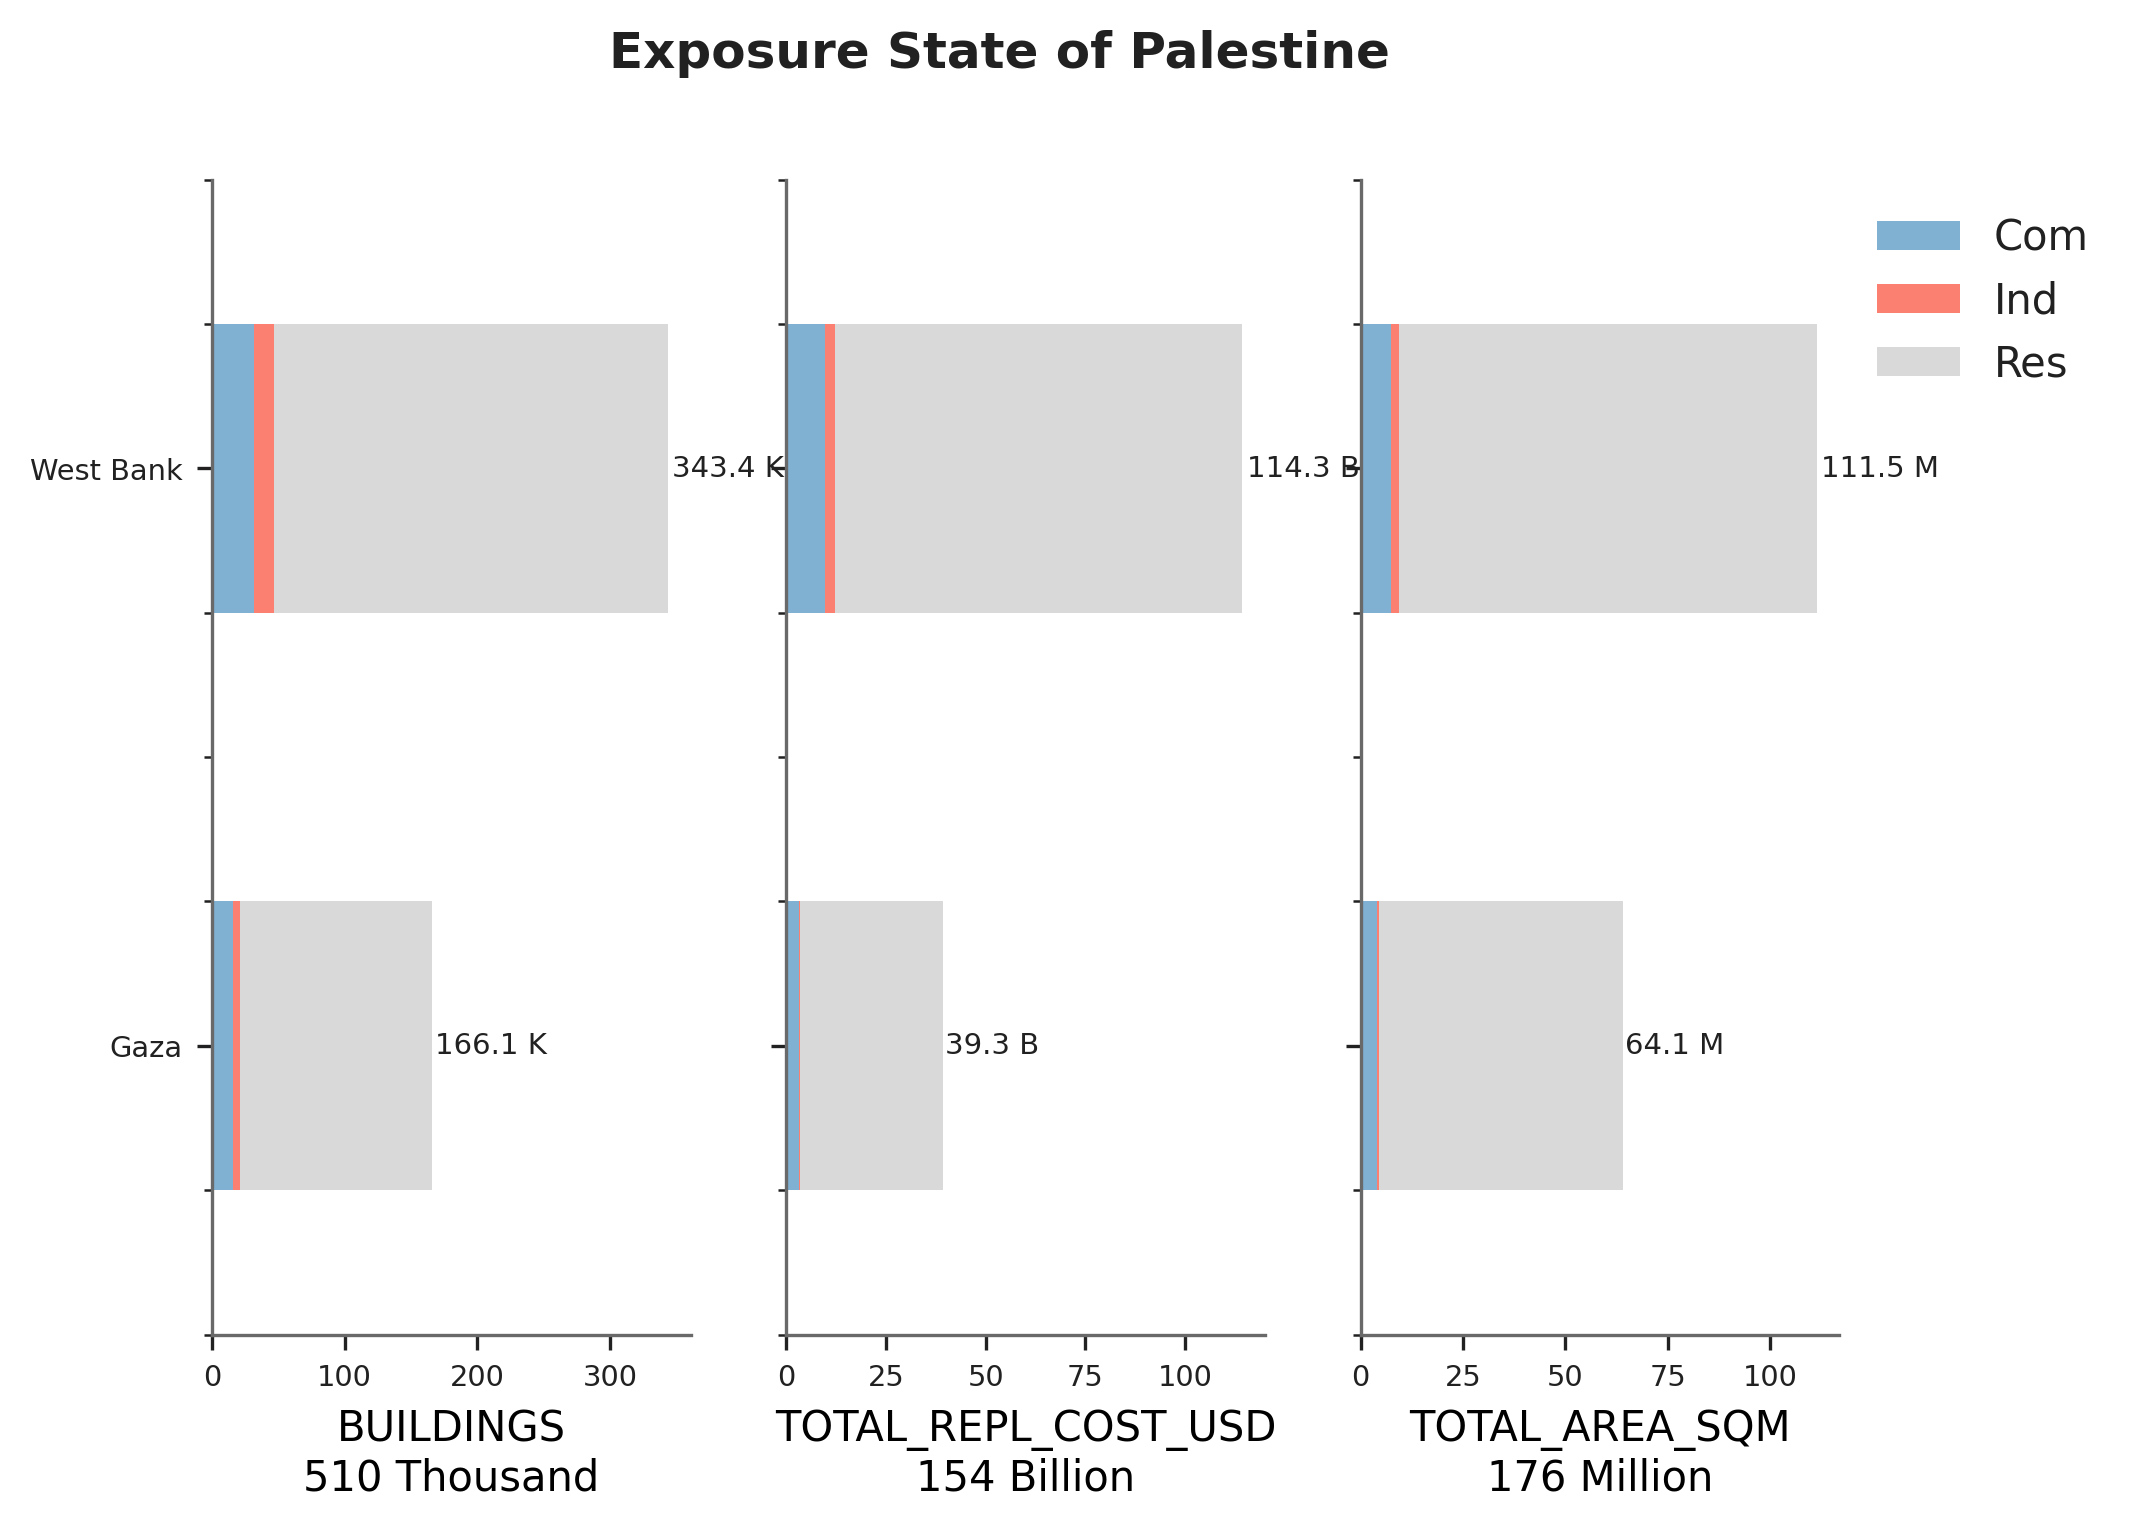 Exposure State of Palestine
Com
Ind
Res
West Bank
343.4 K
114.3 B
111.5 M
Gaza
166.1 K
39.3 B
64.1 M
0 100 200 300
0 25 50 75 100
0 25 50 75 100
BUILDINGS
510 Thousand
TOTAL_REPL_COST_USD
154 Billion
TOTAL_AREA_SQM
176 Million